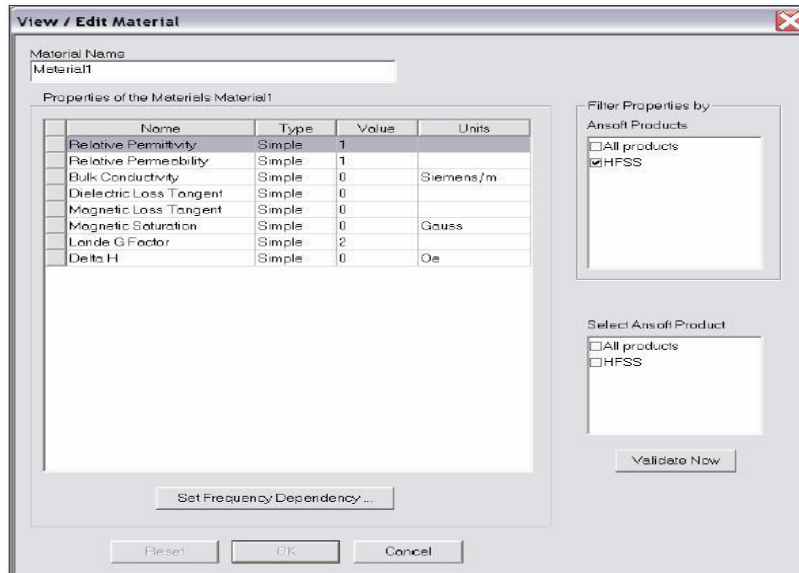 View / Edit Material
Material Name
Material1
Properties of the Materials Material1
Name Type Value Units
Relative Permittivity Simple 1
Relative Permeability Simple 1
Bulk Conductivity Simple 0 Siemens/m
Dielectric Loss Tangent Simple 0
Magnetic Loss Tangent Simple 0
Magnetic Saturation Simple 0 Gauss
Lande G Factor Simple 2
Delta H Simple 0 Oe
Set Frequency Dependency ...
Filter Properties by
Ansoft Products
All products
HFSS
Select Ansoft Product
All products
HFSS
Validate Now
Reset OK Cancel